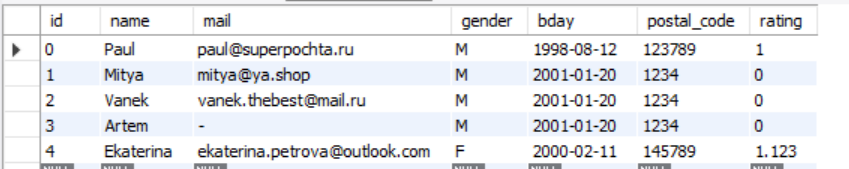 id name mail gender bday postal_code rating
0 Paul paul@superpochta.ru M 1998-08-12 123789 1
1 Mitya mitya@ya.shop M 2001-01-20 1234 0
2 Vanek vanek.thebest@mail.ru M 2001-01-20 1234 0
3 Artem - M 2001-01-20 1234 0
4 Ekaterina ekaterina.petrova@outlook.com F 2000-02-11 145789 1.123